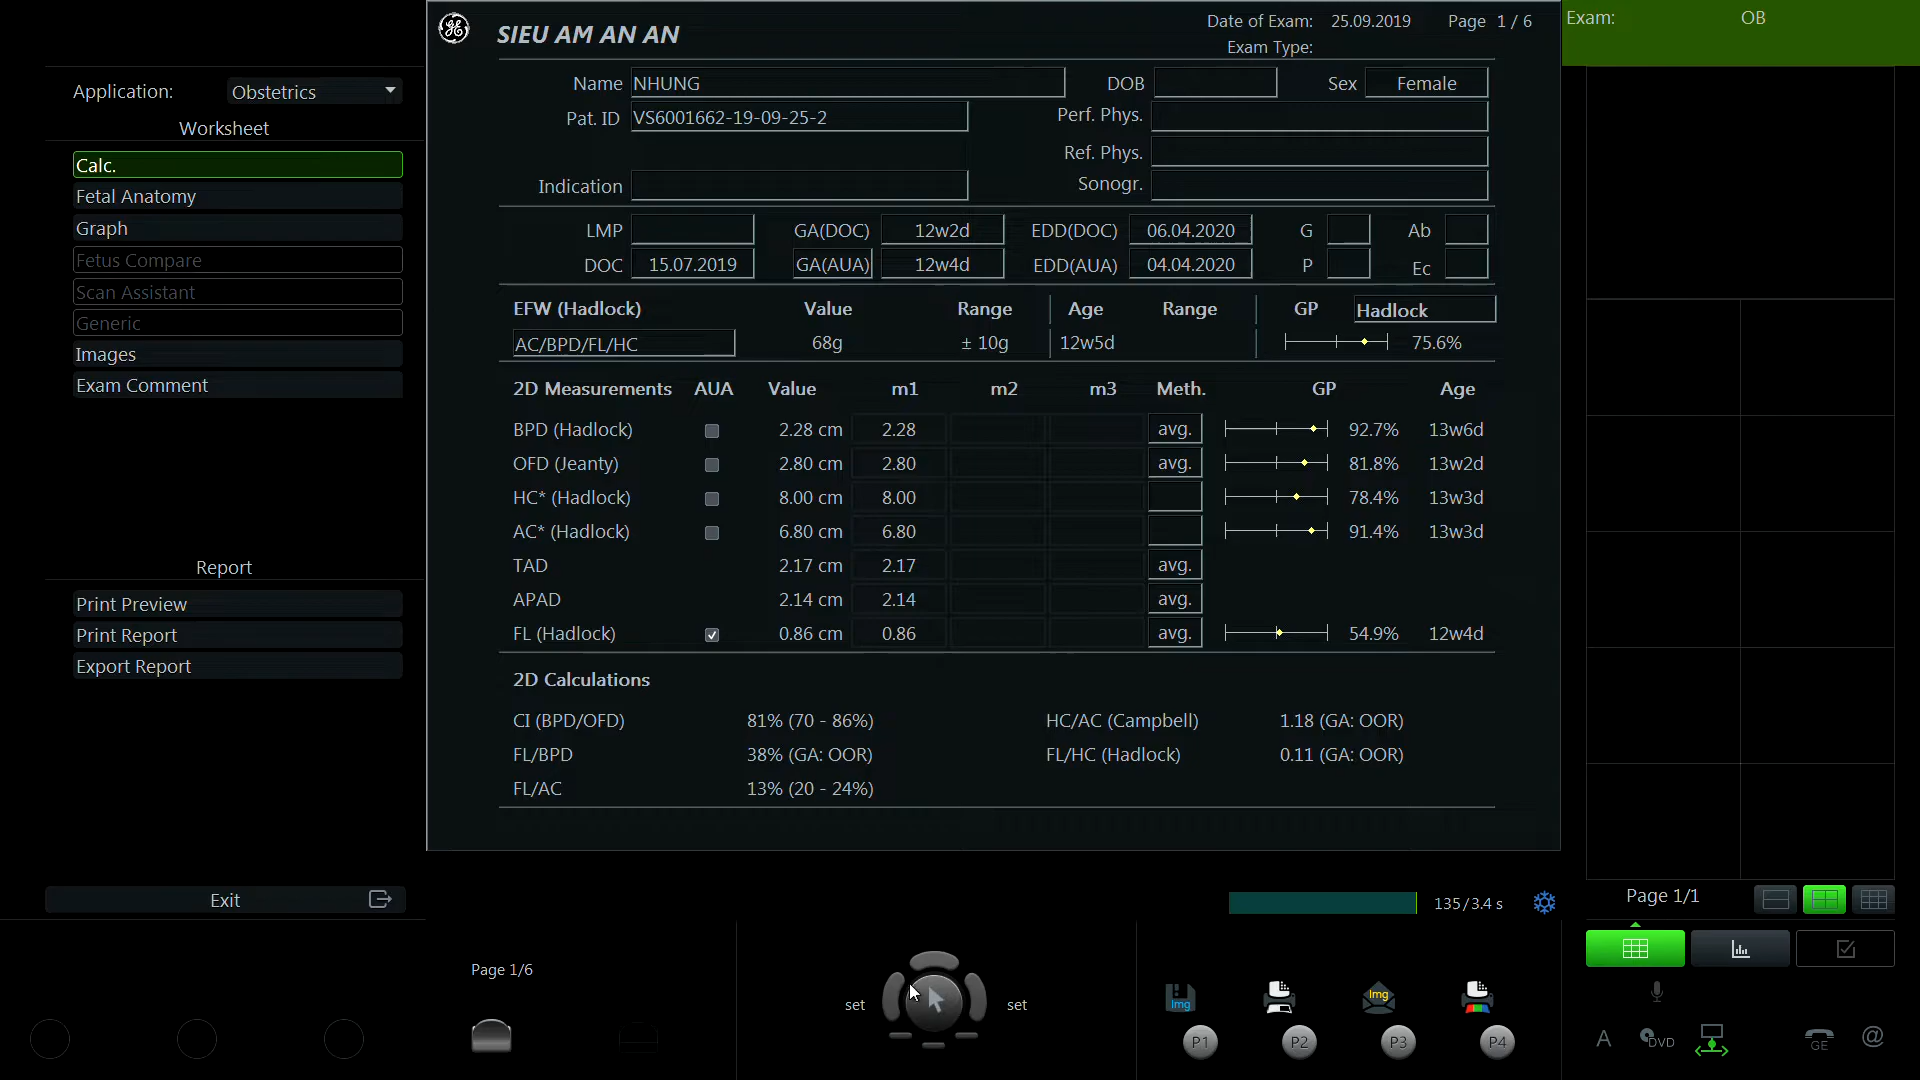 SIEU AM AN AN
Date of Exam: 25.09.2019 Page 1 / 6
Exam Type:
Exam: OB
Application: Obstetrics
Worksheet
Calc.
Fetal Anatomy
Graph
Fetus Compare
Scan Assistant
Generic
Images
Exam Comment
Report
Print Preview
Print Report
Export Report
Exit
Name NHUNG DOB Sex Female
Pat. ID VS6001662-19-09-25-2 Perf. Phys.
Ref. Phys.
Indication Sonogr.
LMP GA(DOC) 12w2d EDD(DOC) 06.04.2020 G Ab
DOC 15.07.2019 GA(AUA) 12w4d EDD(AUA) 04.04.2020 P Ec
EFW (Hadlock) Value Range Age Range GP Hadlock
AC/BPD/FL/HC 68g ± 10g 12w5d 75.6%
2D Measurements AUA Value m1 m2 m3 Meth. GP Age
BPD (Hadlock) 2.28 cm 2.28 avg. 92.7% 13w6d
OFD (Jeanty) 2.80 cm 2.80 avg. 81.8% 13w2d
HC* (Hadlock) 8.00 cm 8.00 78.4% 13w3d
AC* (Hadlock) 6.80 cm 6.80 91.4% 13w3d
TAD 2.17 cm 2.17 avg.
APAD 2.14 cm 2.14 avg.
FL (Hadlock) 0.86 cm 0.86 avg. 54.9% 12w4d
2D Calculations
CI (BPD/OFD) 81% (70 - 86%) HC/AC (Campbell) 1.18 (GA: OOR)
FL/BPD 38% (GA: OOR) FL/HC (Hadlock) 0.11 (GA: OOR)
FL/AC 13% (20 - 24%)
135/3.4 s
Page 1/1
Page 1/6
set set
Img Img
P1 P2 P3 P4
A DVD GE @